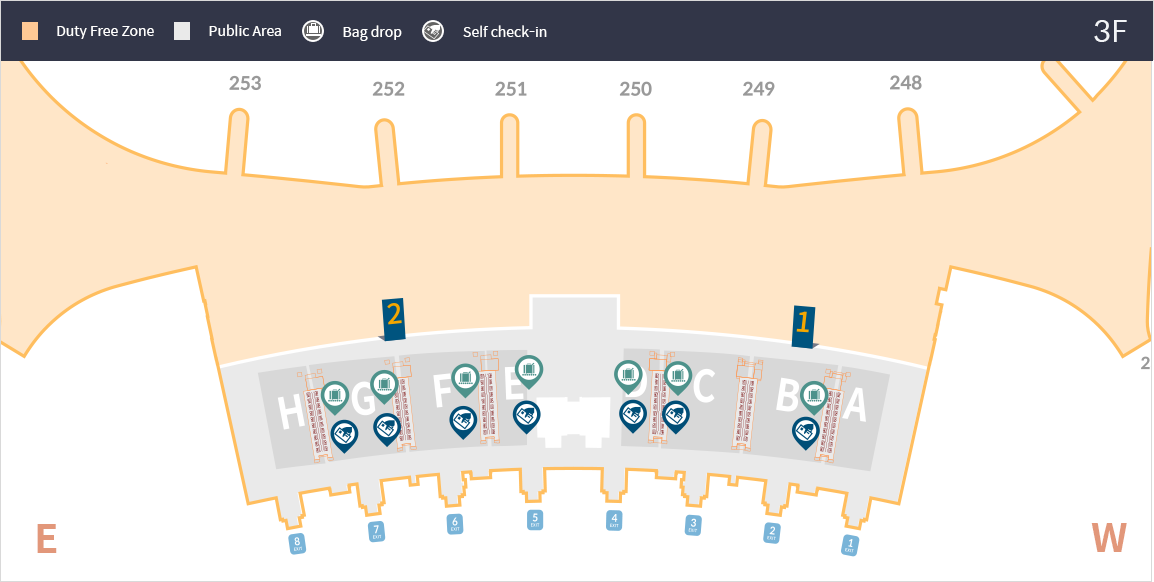 Duty Free Zone
Public Area
Bag drop
Self check-in
3F
253
252
251
250
249
248
2
1
2
H
G
F
E
C
B
A
8
EXIT
7
EXIT
6
EXIT
5
EXIT
4
EXIT
3
EXIT
2
EXIT
1
EXIT
E
W